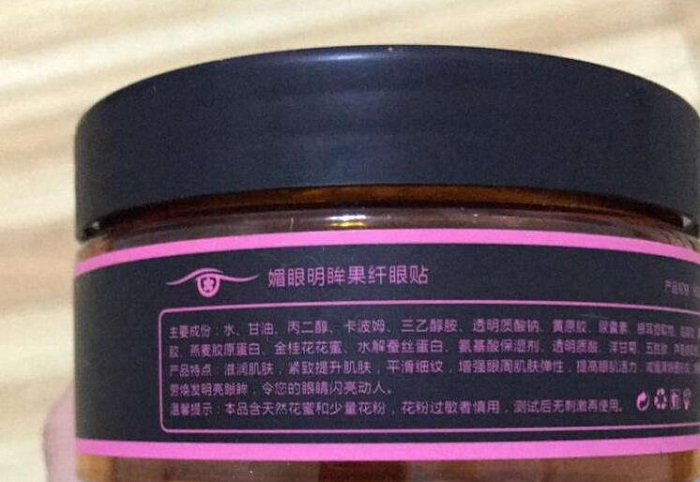 媚眼明眸果纤眼贴
主要成份：水、甘油、丙二醇、卡波姆、三乙醇胺、透明质酸钠、黄原胶、尿囊素、
胶、燕麦胶原蛋白、金桂花花蜜、水解蚕丝蛋白、氨基酸保湿剂、透明质酸、洋甘菊、
产品特点：滋润肌肤，紧致提升肌肤，平滑细纹，增强眼周肌肤弹性，提高眼肌活力
劳焕发明亮眼眸，令您的眼睛闪亮动人。
温馨提示：本品含天然花蜜和少量花粉，花粉过敏者慎用，测试后无刺激再使用。